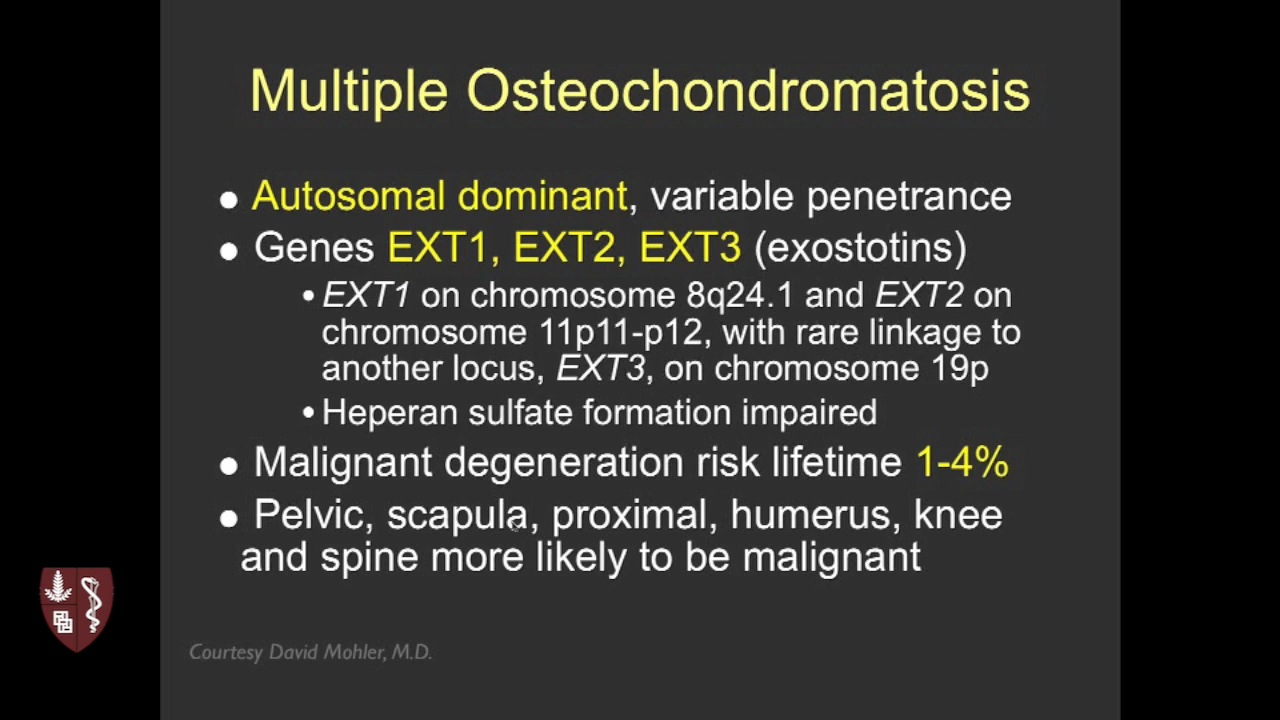 Multiple Osteochondromatosis
● Autosomal dominant, variable penetrance
● Genes EXT1, EXT2, EXT3 (exostotins)
• EXT1 on chromosome 8q24.1 and EXT2 on
chromosome 11p11-p12, with rare linkage to
another locus, EXT3, on chromosome 19p
• Heperan sulfate formation impaired
● Malignant degeneration risk lifetime 1-4%
● Pelvic, scapula, proximal, humerus, knee
and spine more likely to be malignant
Courtesy David Mohler, M.D.